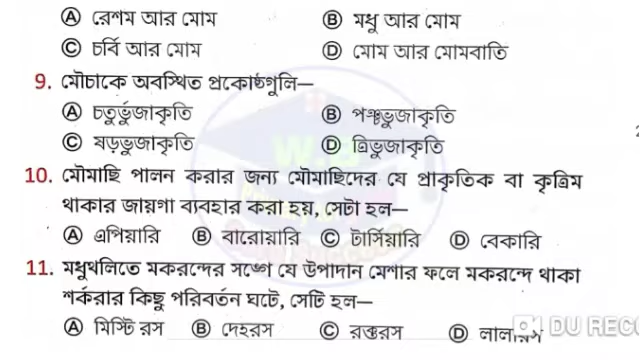 Ⓐ রেশম আর মোম Ⓑ মধু আর মোম
Ⓒ চর্বি আর মোম Ⓓ মোম আর মোমবাতি
9. মৌচাকে অবস্থিত প্রকোষ্ঠগুলি—
Ⓐ চতুর্ভুজাকৃতি Ⓑ পঞ্চভুজাকৃতি
Ⓒ ষড়ভুজাকৃতি Ⓓ ত্রিভুজাকৃতি
10. মৌমাছি পালন করার জন্য মৌমাছিদের যে প্রাকৃতিক বা কৃত্রিম
থাকার জায়গা ব্যবহার করা হয়, সেটা হল—
Ⓐ এপিয়ারি Ⓑ বারোয়ারি Ⓒ টার্সিয়ারি Ⓓ বেকারি
11. মধুথলিতে মকরন্দের সঙ্গে যে উপাদান মেশার ফলে মকরন্দে থাকা
শর্করার কিছু পরিবর্তন ঘটে, সেটি হল—
Ⓐ মিস্টি রস Ⓑ দেহরস Ⓒ রক্তরস Ⓓ লালারস
DU REC